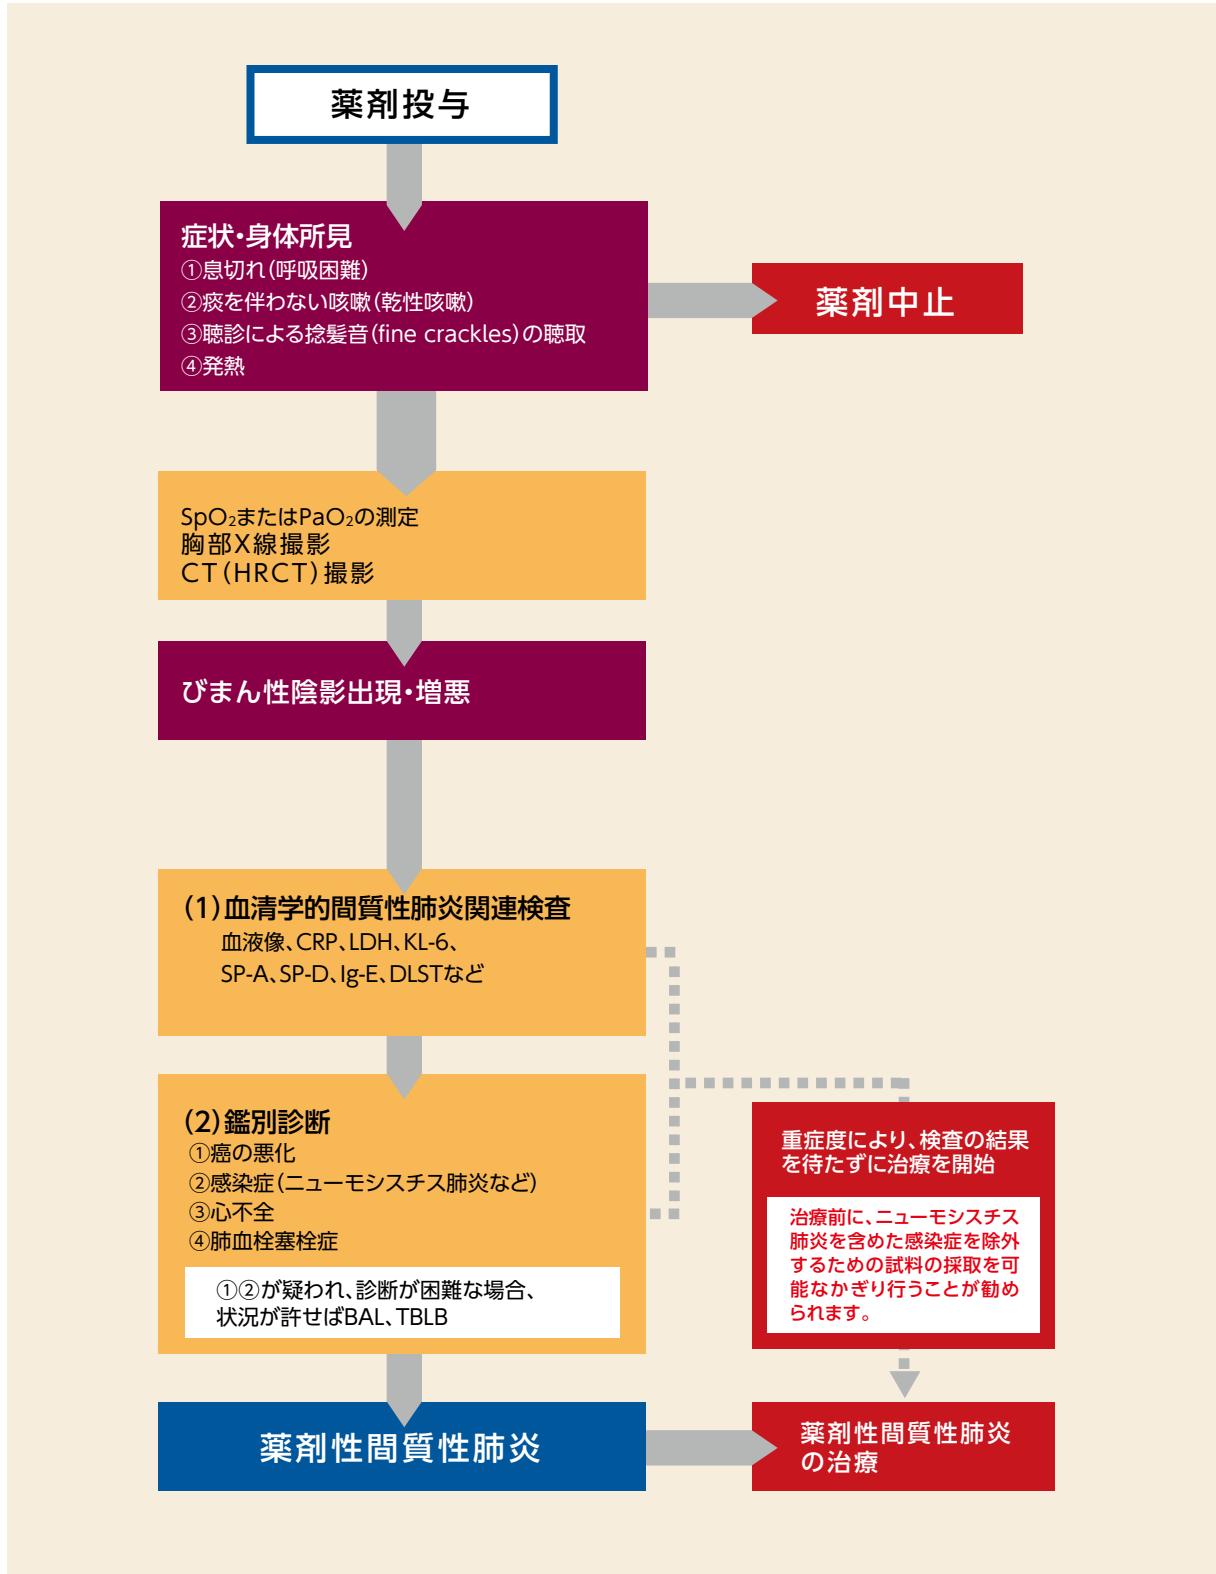 薬剤投与
症状・身体所見
①息切れ（呼吸困難）
②痰を伴わない咳嗽（乾性咳嗽）
③聴診による捻髪音（fine crackles）の聴取
④発熱
薬剤中止
SpO₂またはPaO₂の測定
胸部X線撮影
CT（HRCT）撮影
びまん性陰影出現・増悪
（1）血清学的間質性肺炎関連検査
血液像、CRP、LDH、KL-6、
SP-A、SP-D、Ig-E、DLSTなど
（2）鑑別診断
①癌の悪化
②感染症（ニューモシスチス肺炎など）
③心不全
④肺血栓塞栓症
①②が疑われ、診断が困難な場合、
状況が許せばBAL、TBLB
重症度により、検査の結果
を待たずに治療を開始
治療前に、ニューモシスチス
肺炎を含めた感染症を除外
するための試料の採取を可
能なかぎり行うことが勧め
られます。
薬剤性間質性肺炎
薬剤性間質性肺炎
の治療